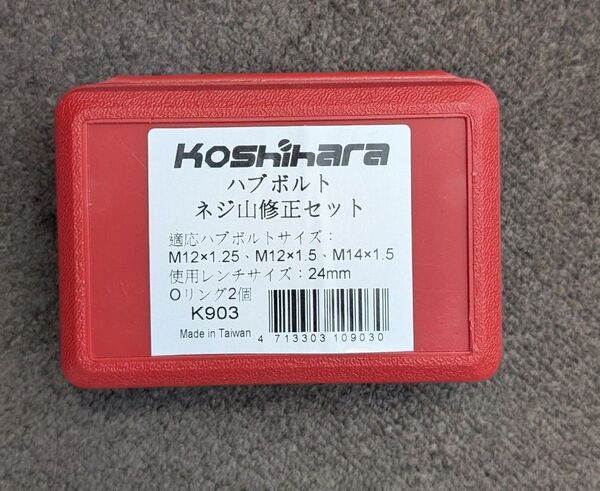 Koshihara
ハブボルト
ネジ山修正セット
適応ハブボルトサイズ：
M12×1.25、M12×1.5、M14×1.5
使用レンチサイズ：24mm
Oリング2個
K903
Made in Taiwan
4 713303 109030